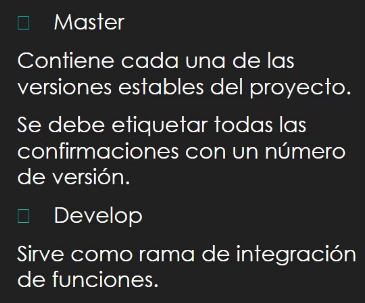 Master
Contiene cada una de las
versiones estables del proyecto.
Se debe etiquetar todas las
confirmaciones con un número
de versión.
Develop
Sirve como rama de integración
de funciones.